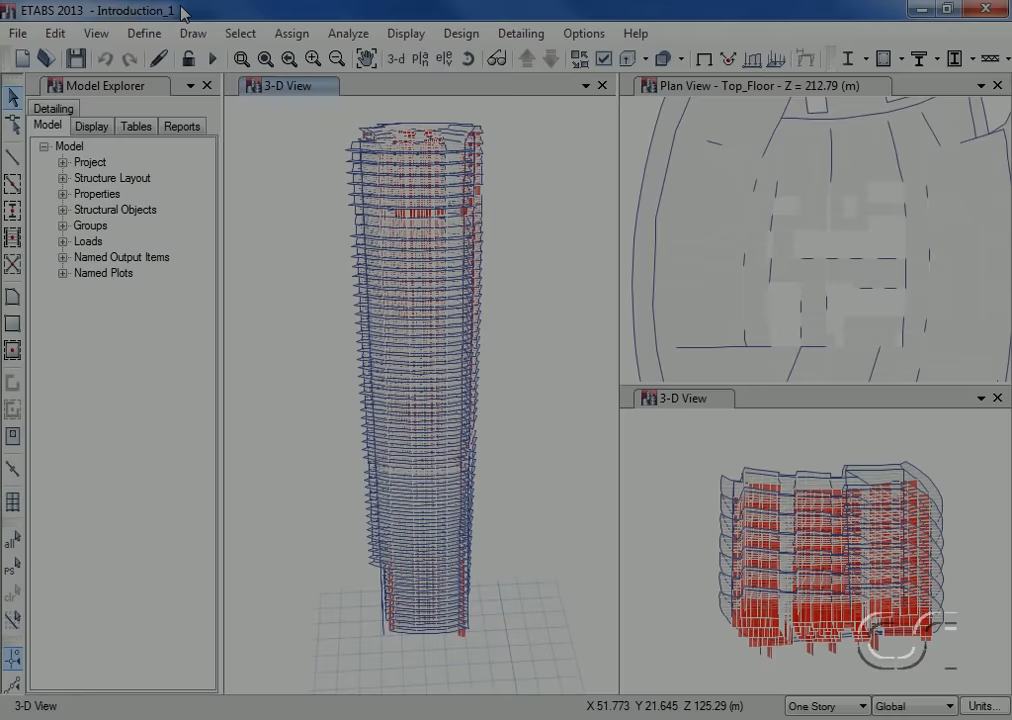 ETABS 2013 - Introduction_1
File Edit View Define Draw Select Assign Analyze Display Design Detailing Options Help
3-d
Model Explorer
3-D View
Plan View - Top_Floor - Z = 212.79 (m)
Detailing
Model Display Tables Reports
Model
Project
Structure Layout
Properties
Structural Objects
Groups
Loads
Named Output Items
Named Plots
3-D View
all
PS
clr
3-D View
X 51.773 Y 21.645 Z 125.29 (m)
One Story
Global
Units...